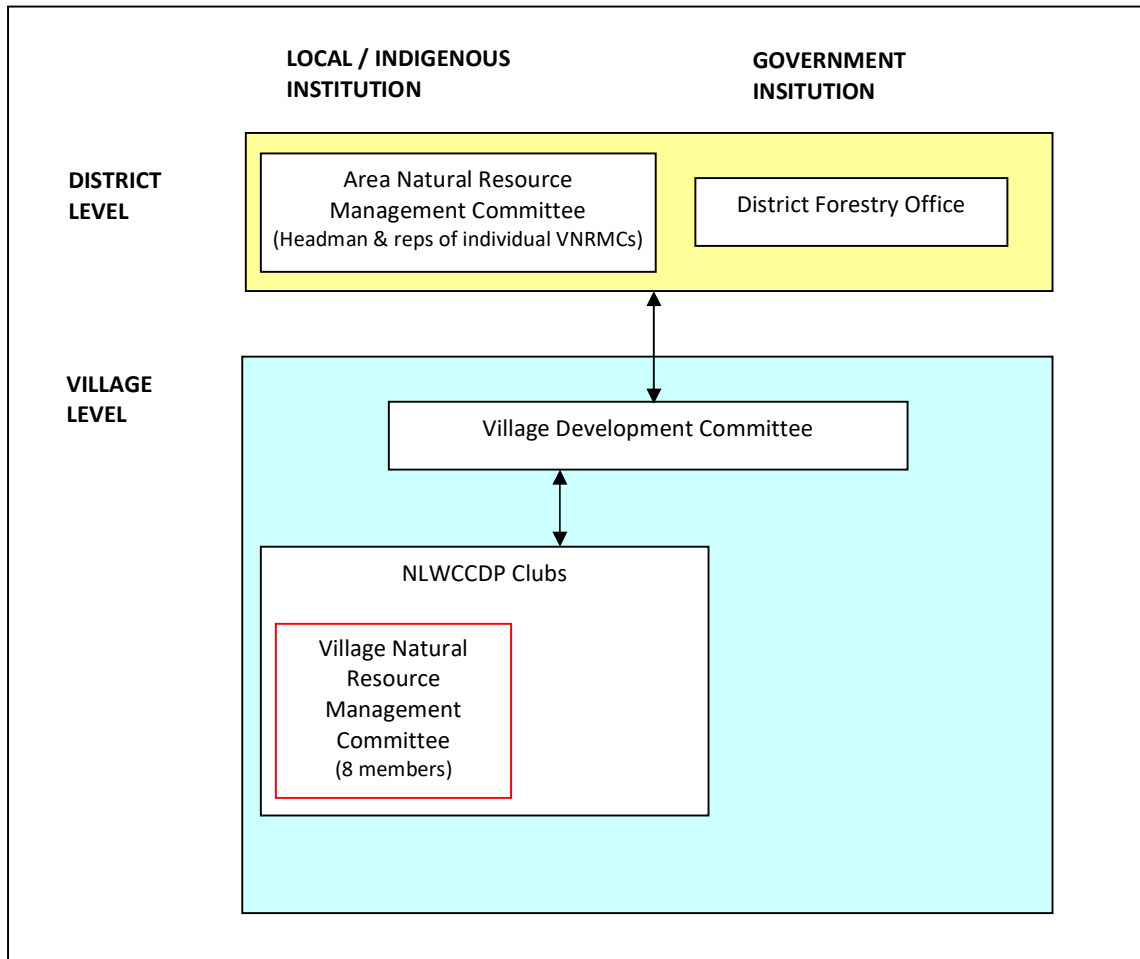 LOCAL / INDIGENOUS
INSTITUTION
GOVERNMENT
INSITUTION
DISTRICT
LEVEL
Area Natural Resource
Management Committee
(Headman & reps of individual VNRMCs)
District Forestry Office
VILLAGE
LEVEL
Village Development Committee
NLWCCDP Clubs
Village Natural
Resource
Management
Committee
(8 members)